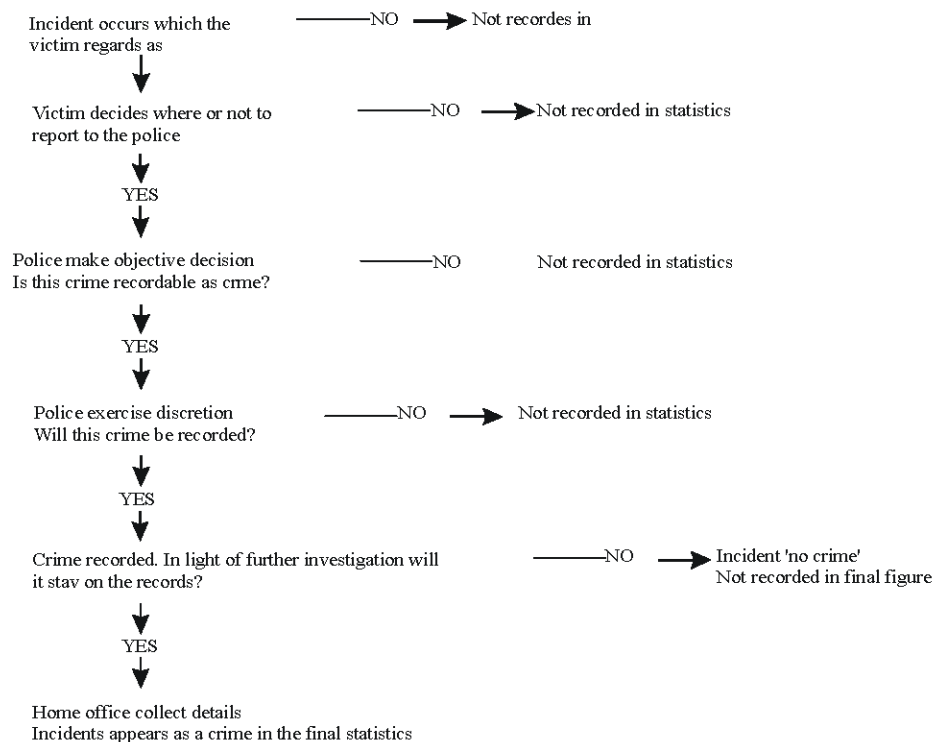 Incident occurs which the
victim regards as
NO
Not recordes in
Victim decides where or not to
report to the police
NO
Not recorded in statistics
YES
Police make objective decision
Is this crime recordable as crme?
NO
Not recorded in statistics
YES
Police exercise discretion
Will this crime be recorded?
NO
Not recorded in statistics
YES
Crime recorded. In light of further investigation will
it stav on the records?
NO
Incident 'no crime'
Not recorded in final figure
YES
Home office collect details
Incidents appears as a crime in the final statistics